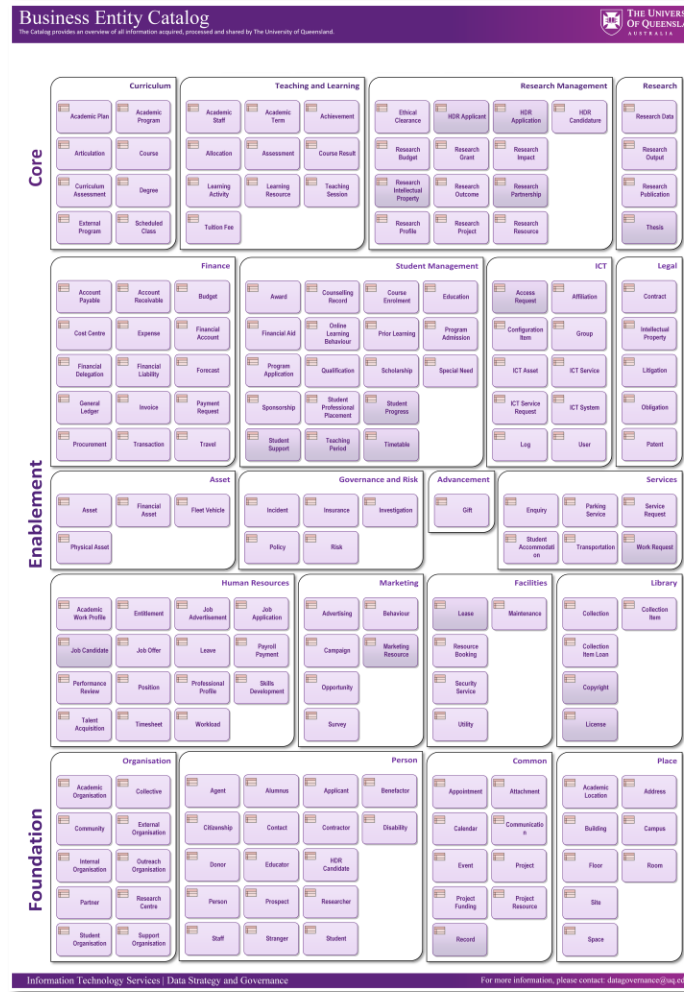 Business Entity Catalog
The Catalog provides an overview of all information acquired, processed and shared by The University of Queensland.
THE UNIVERS
OF QUEENSLA
AUSTRALIA
Core
Curriculum
Academic Plan
Academic
Program
Articulation
Course
Curriculum
Assessment
Degree
External
Program
Scheduled
Class
Teaching and Learning
Academic
Staff
Academic
Term
Achievement
Allocation
Assessment
Course Result
Learning
Activity
Learning
Resource
Teaching
Session
Tuition Fee
Research Management
Ethical
Clearance
HDR Applicant
HDR
Application
HDR
Candidature
Research
Budget
Research
Grant
Research
Impact
Research
Intellectual
Property
Research
Outcome
Research
Partnership
Research
Profile
Research
Project
Research
Resource
Research
Research Data
Research
Output
Research
Publication
Thesis
Enablement
Finance
Account
Payable
Account
Receivable
Budget
Cost Centre
Expense
Financial
Account
Financial
Delegation
Financial
Liability
Forecast
General
Ledger
Invoice
Payment
Request
Procurement
Transaction
Travel
Student Management
Award
Counselling
Record
Course
Enrolment
Education
Financial Aid
Online
Learning
Behaviour
Prior Learning
Program
Admission
Program
Application
Qualification
Scholarship
Special Need
Sponsorship
Student
Professional
Placement
Student
Progress
Student
Support
Teaching
Period
Timetable
ICT
Access
Request
Affiliation
Configuration
Item
Group
ICT Asset
ICT Service
ICT Service
Request
ICT System
Log
User
Legal
Contract
Intellectual
Property
Litigation
Obligation
Patent
Asset
Asset
Financial
Asset
Fleet Vehicle
Physical Asset
Governance and Risk
Incident
Insurance
Investigation
Policy
Risk
Advancement
Gift
Services
Enquiry
Parking
Service
Service
Request
Student
Accommodati
on
Transportation
Work Request
Human Resources
Academic
Work Profile
Entitlement
Job
Advertisement
Job
Application
Job Candidate
Job Offer
Leave
Payroll
Payment
Performance
Review
Position
Professional
Profile
Skills
Development
Talent
Acquisition
Timesheet
Workload
Marketing
Advertising
Behaviour
Campaign
Marketing
Resource
Opportunity
Survey
Facilities
Lease
Maintenance
Resource
Booking
Security
Service
Utility
Library
Collection
Collection
Item
Collection
Item Loan
Copyright
License
Foundation
Organisation
Academic
Organisation
Collective
Community
External
Organisation
Internal
Organisation
Outreach
Organisation
Partner
Research
Centre
Student
Organisation
Support
Organisation
Person
Agent
Alumnus
Applicant
Benefactor
Citizenship
Contact
Contractor
Disability
Donor
Educator
HDR
Candidate
Person
Prospect
Researcher
Staff
Stranger
Student
Common
Appointment
Attachment
Calendar
Communicatio
n
Event
Project
Project
Funding
Project
Resource
Record
Place
Academic
Location
Address
Building
Campus
Floor
Room
Site
Space
Information Technology Services | Data Strategy and Governance
For more information, please contact: datagovernance@uq.ed